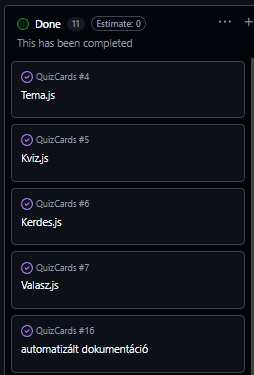 Done 11 Estimate: 0
This has been completed
QuizCards #4
Tema.js
QuizCards #5
Kviz.js
QuizCards #6
Kerdes.js
QuizCards #7
Valasz.js
QuizCards #16
automatizált dokumentáció